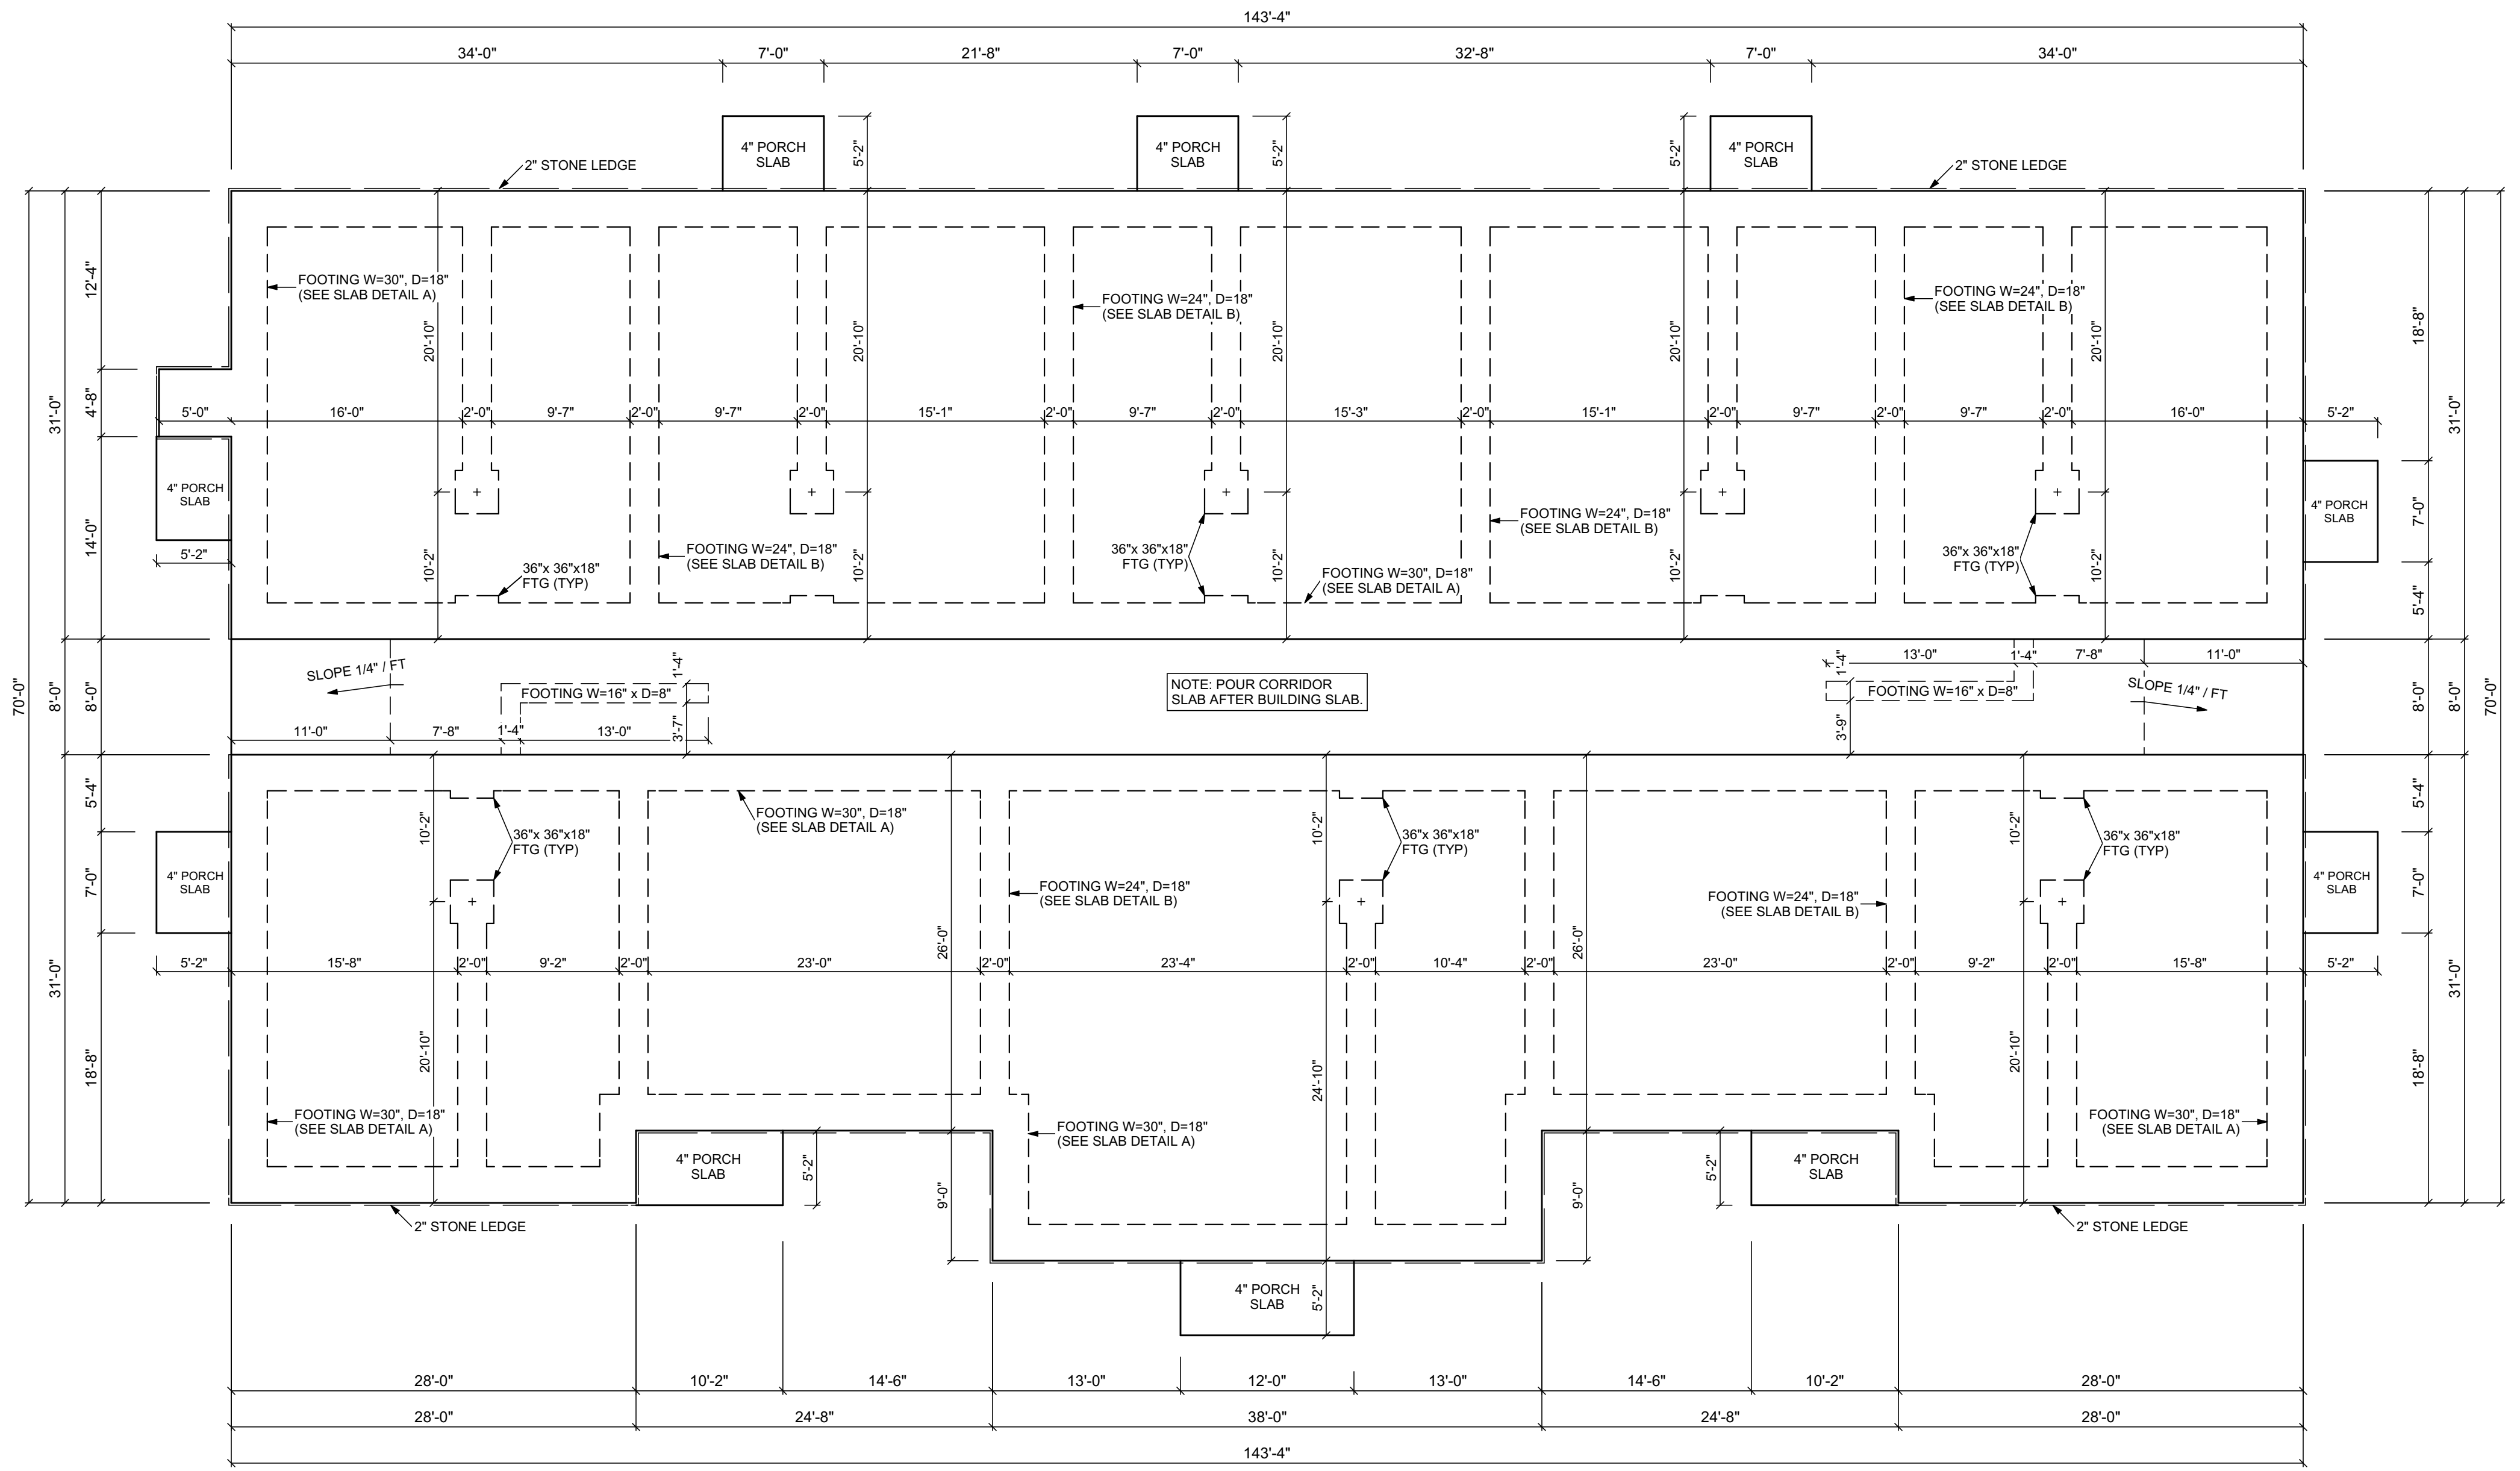 143'-4"
34'-0" 7'-0" 21'-8" 7'-0" 32'-8" 7'-0" 34'-0"
4" PORCH
SLAB
5'-2"
4" PORCH
SLAB
5'-2"
5'-2"
4" PORCH
SLAB
2" STONE LEDGE
2" STONE LEDGE
70'-0"
31'-0"
12'-4"
4'-8"
14'-0"
FOOTING W=30", D=18"
(SEE SLAB DETAIL A)
FOOTING W=24", D=18"
(SEE SLAB DETAIL B)
FOOTING W=24", D=18"
(SEE SLAB DETAIL B)
20'-10"
20'-10"
20'-10"
20'-10"
20'-10"
18'-8"
31'-0"
7'-0"
5'-4"
70'-0"
5'-0" 16'-0" 2'-0" 9'-7" 2'-0" 9'-7" 2'-0" 15'-1" 2'-0" 9'-7" 2'-0" 15'-3" 2'-0" 15'-1" 2'-0" 9'-7" 2'-0" 9'-7" 2'-0" 16'-0" 5'-2"
4" PORCH
SLAB
5'-2"
4" PORCH
SLAB
FOOTING W=24", D=18"
(SEE SLAB DETAIL B)
FOOTING W=24", D=18"
(SEE SLAB DETAIL B)
36"x 36"x18"
FTG (TYP)
36"x 36"x18"
FTG (TYP)
36"x 36"x18"
FTG (TYP)
FOOTING W=30", D=18"
(SEE SLAB DETAIL A)
10'-2"
10'-2"
10'-2"
10'-2"
10'-2"
8'-0"
8'-0"
SLOPE 1/4" / FT
1'-4"
FOOTING W=16" x D=8"
11'-0" 7'-8" 1'-4" 13'-0"
3'-7"
NOTE: POUR CORRIDOR
SLAB AFTER BUILDING SLAB.
1'-4"
13'-0" 1'-4" 7'-8" 11'-0"
FOOTING W=16" x D=8"
SLOPE 1/4" / FT
3'-9"
8'-0"
8'-0"
31'-0"
5'-4"
7'-0"
18'-8"
4" PORCH
SLAB
10'-2"
36"x 36"x18"
FTG (TYP)
FOOTING W=30", D=18"
(SEE SLAB DETAIL A)
FOOTING W=24", D=18"
(SEE SLAB DETAIL B)
10'-2"
36"x 36"x18"
FTG (TYP)
FOOTING W=24", D=18"
(SEE SLAB DETAIL B)
10'-2"
36"x 36"x18"
FTG (TYP)
4" PORCH
SLAB
5'-4"
7'-0"
18'-8"
31'-0"
26'-0"
26'-0"
5'-2" 15'-8" 2'-0" 9'-2" 2'-0" 23'-0" 2'-0" 23'-4" 2'-0" 10'-4" 2'-0" 23'-0" 2'-0" 9'-2" 2'-0" 15'-8" 5'-2"
20'-10"
24'-10"
20'-10"
FOOTING W=30", D=18"
(SEE SLAB DETAIL A)
FOOTING W=30", D=18"
(SEE SLAB DETAIL A)
FOOTING W=30", D=18"
(SEE SLAB DETAIL A)
4" PORCH
SLAB
5'-2"
9'-0"
9'-0"
5'-2"
4" PORCH
SLAB
2" STONE LEDGE
2" STONE LEDGE
4" PORCH
SLAB
5'-2"
28'-0" 10'-2" 14'-6" 13'-0" 12'-0" 13'-0" 14'-6" 10'-2" 28'-0"
28'-0" 24'-8" 38'-0" 24'-8" 28'-0"
143'-4"